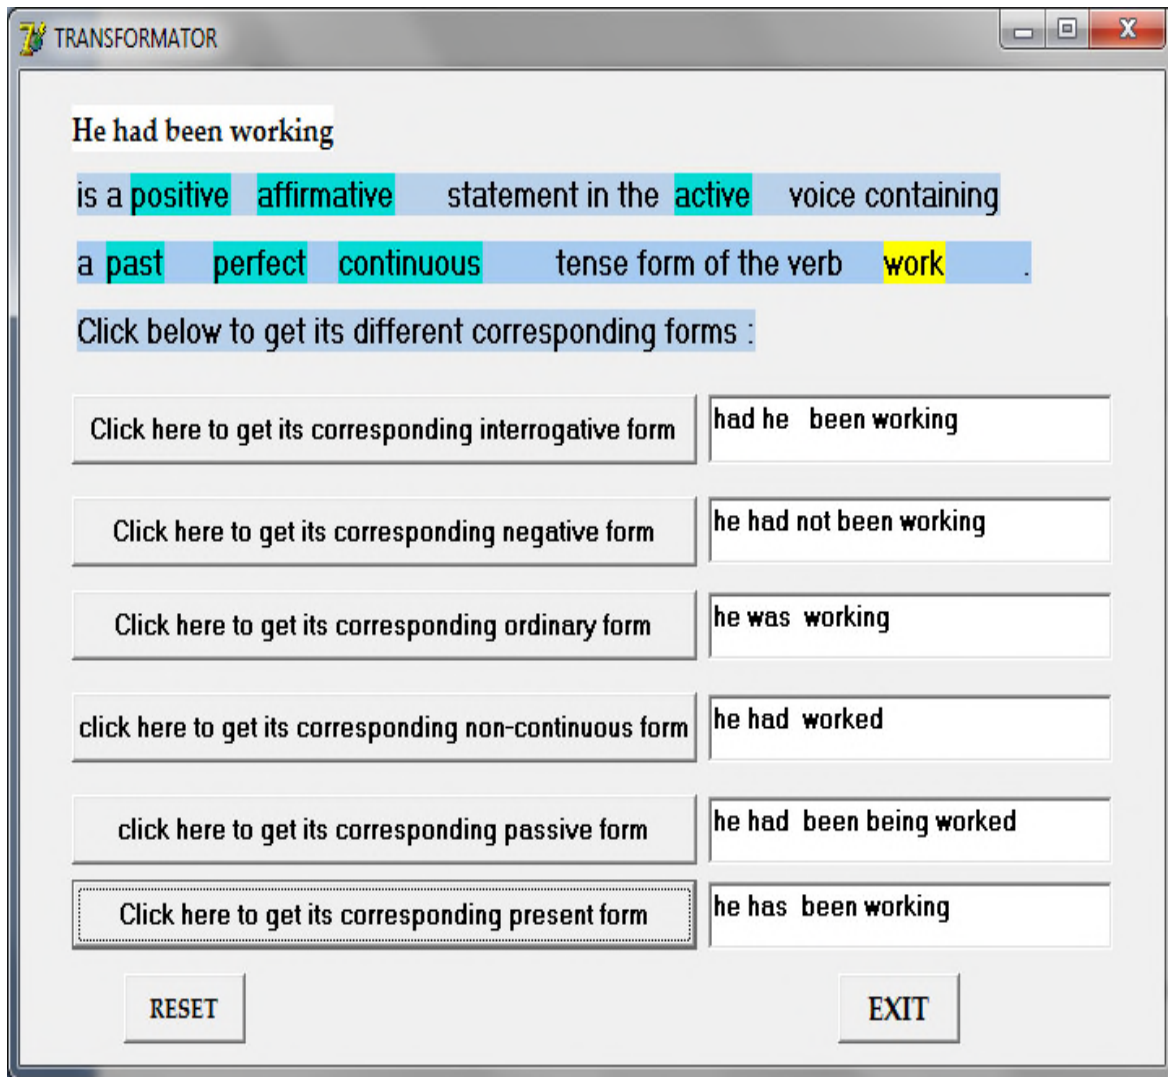 TRANSFORMATOR
He had been working
is a positive affirmative statement in the active voice containing
a past perfect continuous tense form of the verb work .
Click below to get its different corresponding forms :
Click here to get its corresponding interrogative form had he been working
Click here to get its corresponding negative form he had not been working
Click here to get its corresponding ordinary form he was working
click here to get its corresponding non-continuous form he had worked
click here to get its corresponding passive form he had been being worked
Click here to get its corresponding present form he has been working
RESET EXIT